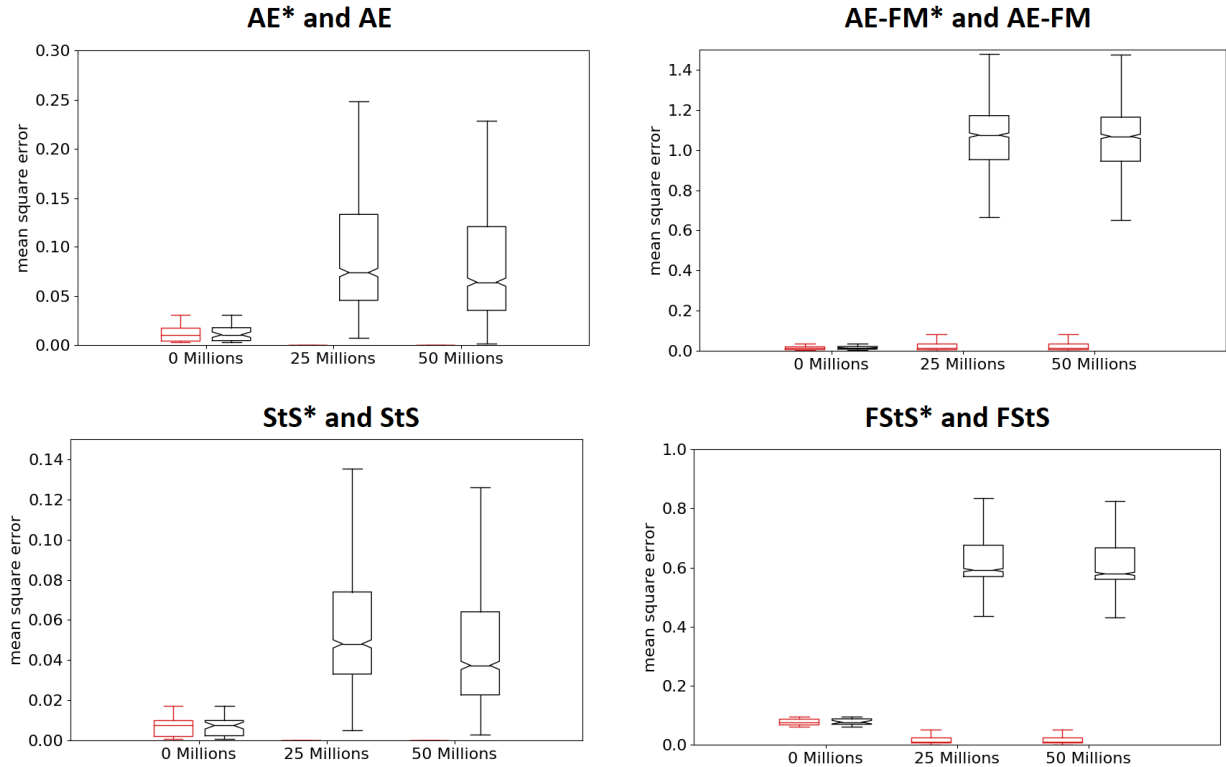 AE* and AE
mean square error
0.30
0.25
0.20
0.15
0.10
0.05
0.00
0 Millions
25 Millions
50 Millions
AE-FM* and AE-FM
mean square error
1.4
1.2
1.0
0.8
0.6
0.4
0.2
0.0
0 Millions
25 Millions
50 Millions
StS* and StS
mean square error
0.14
0.12
0.10
0.08
0.06
0.04
0.02
0.00
0 Millions
25 Millions
50 Millions
FStS* and FStS
mean square error
1.0
0.8
0.6
0.4
0.2
0.0
0 Millions
25 Millions
50 Millions